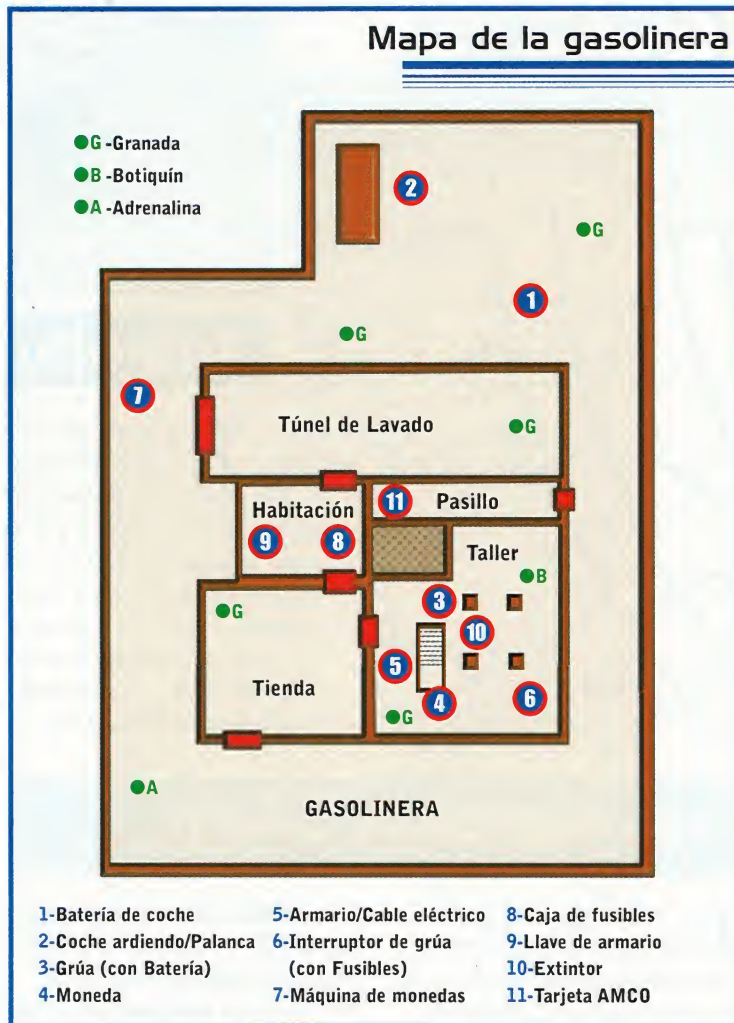 Mapa de la gasolinera
G-Granada
B-Botiquín
A-Adrenalina
2
G
1
G
7
Túnel de Lavado
G
Habitación
11
Pasillo
9
8
Taller
B
G
3
10
5
Tienda
4
6
G
A
GASOLINERA
1-Batería de coche
2-Coche ardiendo/Palanca
3-Grúa (con Batería)
4-Moneda
5-Armario/Cable eléctrico
6-Interruptor de grúa
(con Fusibles)
7-Máquina de monedas
8-Caja de fusibles
9-Llave de armario
10-Extintor
11-Tarjeta AMCO